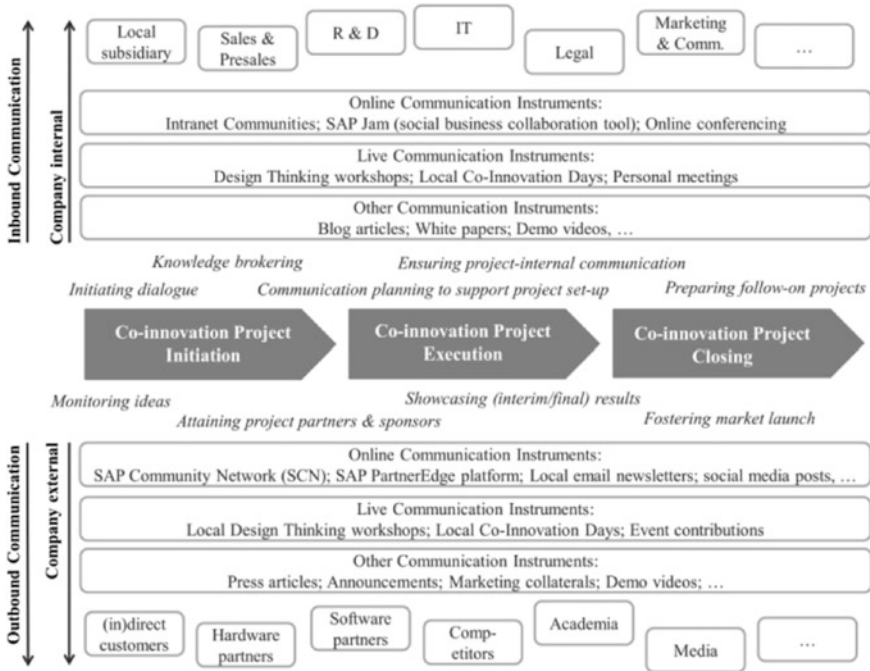 Local
subsidiary
Sales &
Presales
R & D
IT
Legal
Marketing
& Comm.
…
Inbound Communication
Company internal
Online Communication Instruments:
Intranet Communities; SAP Jam (social business collaboration tool); Online conferencing
Live Communication Instruments:
Design Thinking workshops; Local Co-Innovation Days; Personal meetings
Other Communication Instruments:
Blog articles; White papers; Demo videos, …
Knowledge brokering
Ensuring project-internal communication
Initiating dialogue
Communication planning to support project set-up
Preparing follow-on projects
Co-innovation Project
Initiation
Co-innovation Project
Execution
Co-innovation Project
Closing
Monitoring ideas
Showcasing (interim/final) results
Attaining project partners & sponsors
Fostering market launch
Outbound Communication
Company external
Online Communication Instruments:
SAP Community Network (SCN); SAP PartnerEdge platform; Local email newsletters; social media posts, …
Live Communication Instruments:
Local Design Thinking workshops; Local Co-Innovation Days; Event contributions
Other Communication Instruments:
Press articles; Announcements; Marketing collaterals; Demo videos; …
(in)direct
customers
Hardware
partners
Software
partners
Comp-
etitors
Academia
Media
…